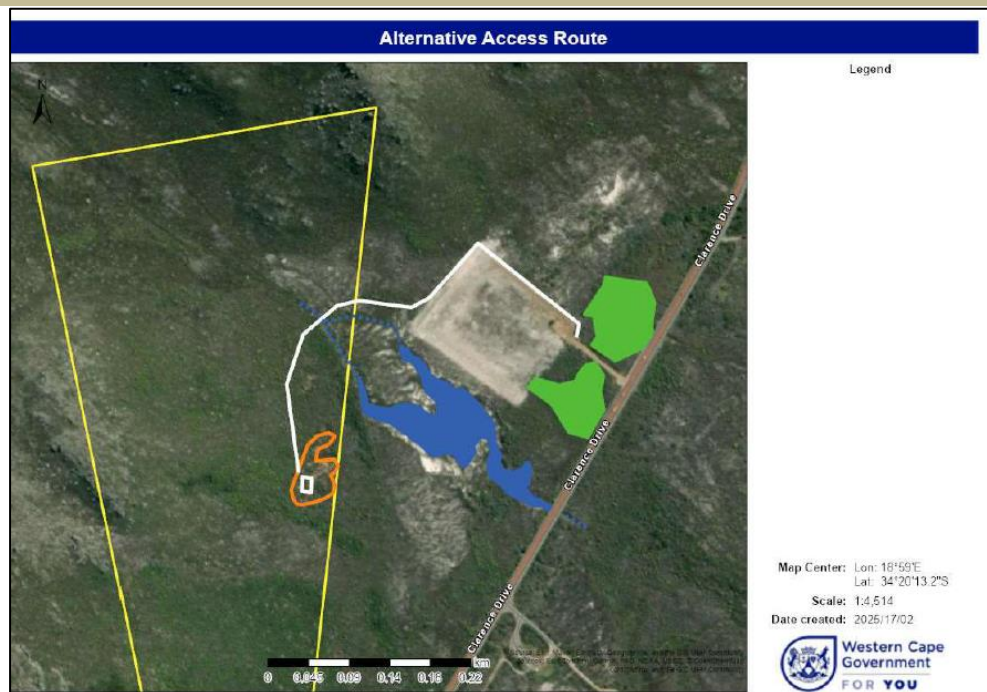 Alternative Access Route
Legend
N
Clarence Drive
Clarence Drive
Clarence Drive
0 0,045 0,09 0,14 0,18 0,22 km
Map Center: Lon: 18°59'E
Lat: 34°20'13.2"S
Scale: 1:4,514
Date created: 2025/17/02
Western Cape
Government
FOR YOU